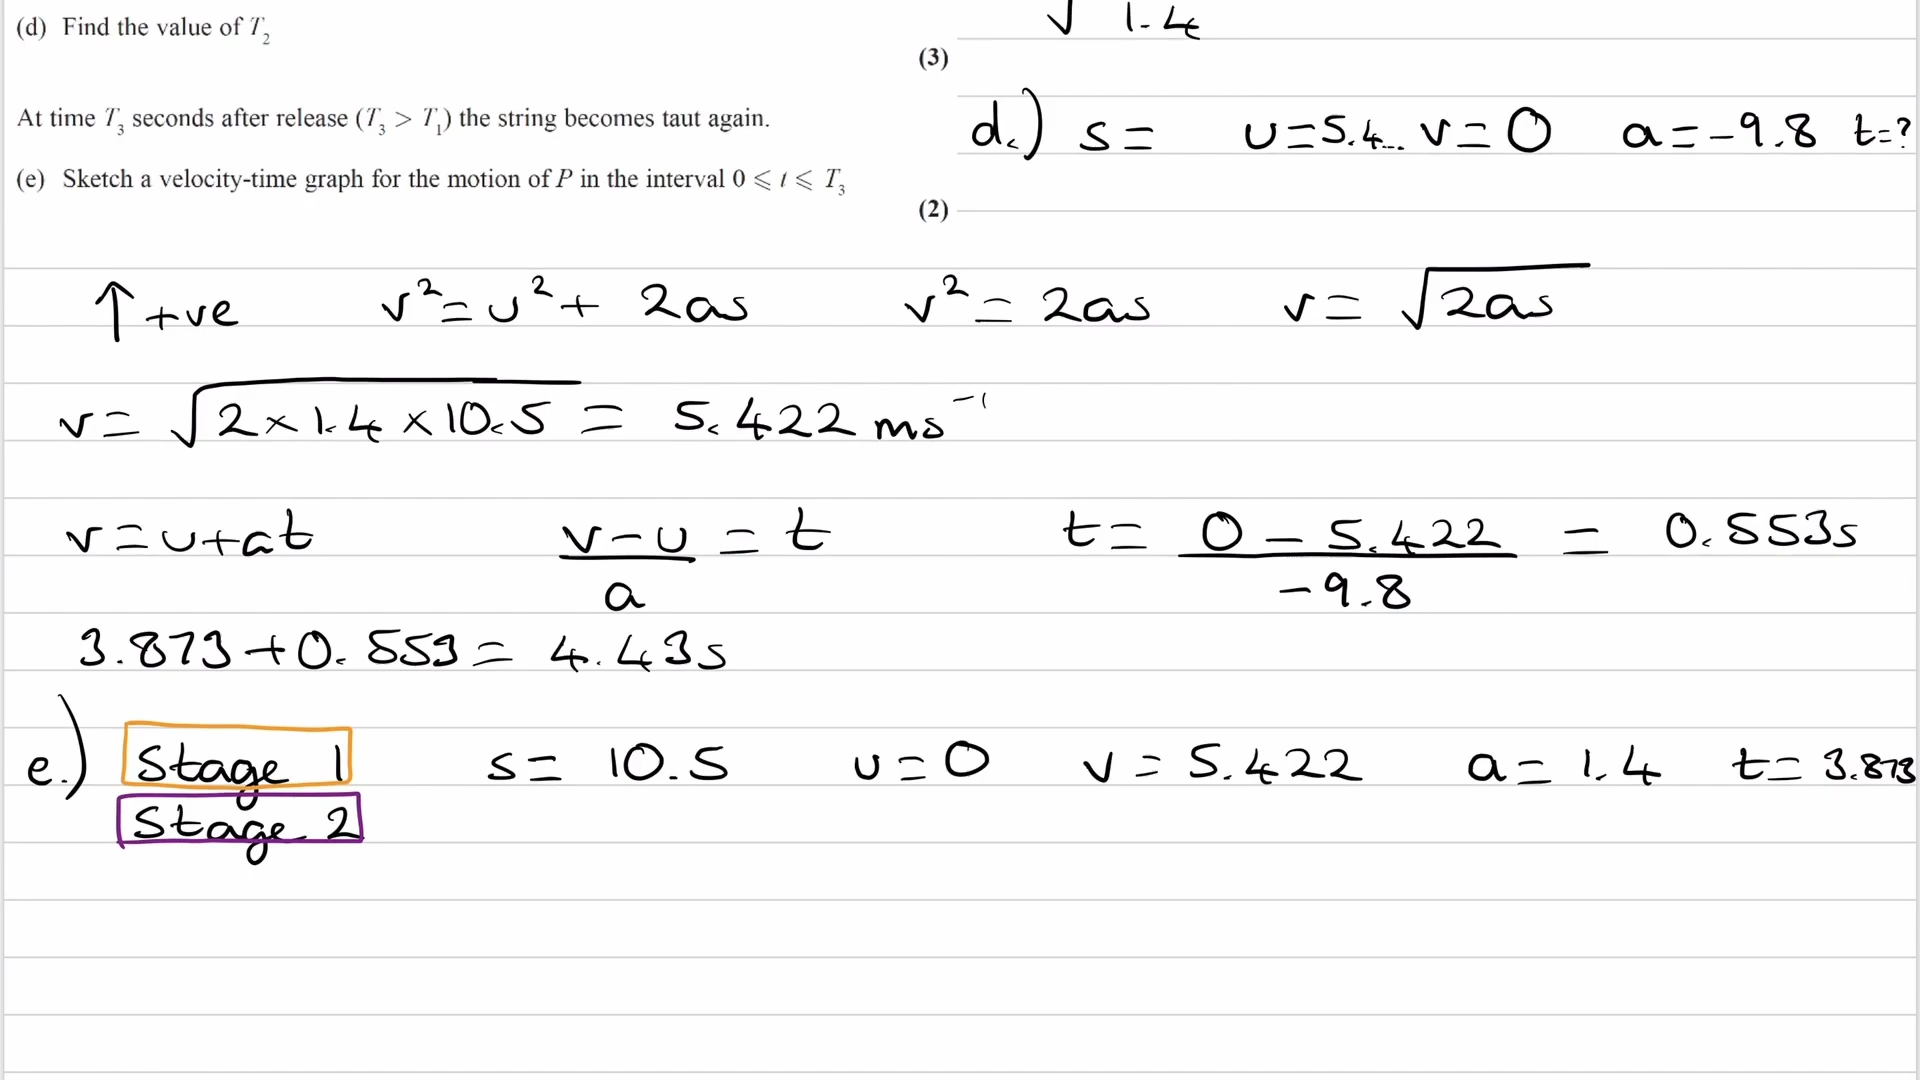 (d) Find the value of T₂
√ 1.4
(3)
At time T₃ seconds after release (T₃ > T₁) the string becomes taut again.
d.) s= u=5.4... v=0 a=-9.8 t=?
(e) Sketch a velocity-time graph for the motion of P in the interval 0 ⩽ t ⩽ T₃
(2)
↑+ve v²=u²+ 2as v²= 2as v= √2as
v= √2×1.4×10.5 = 5.422 ms⁻¹
v=u+at v-u/a = t t= 0-5.422/-9.8 = 0.553s
3.873+0.553= 4.43s
e.) Stage 1 s= 10.5 u=0 v=5.422 a=1.4 t=3.873
Stage 2